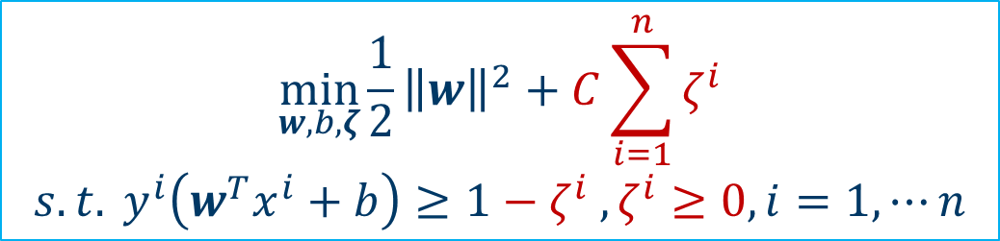 min_{w,b,ζ} 1/2 ‖w‖² + C ∑_{i=1}^{n} ζ^i
s.t. y^i(w^T x^i + b) ≥ 1 − ζ^i , ζ^i ≥ 0, i = 1, ⋯ n